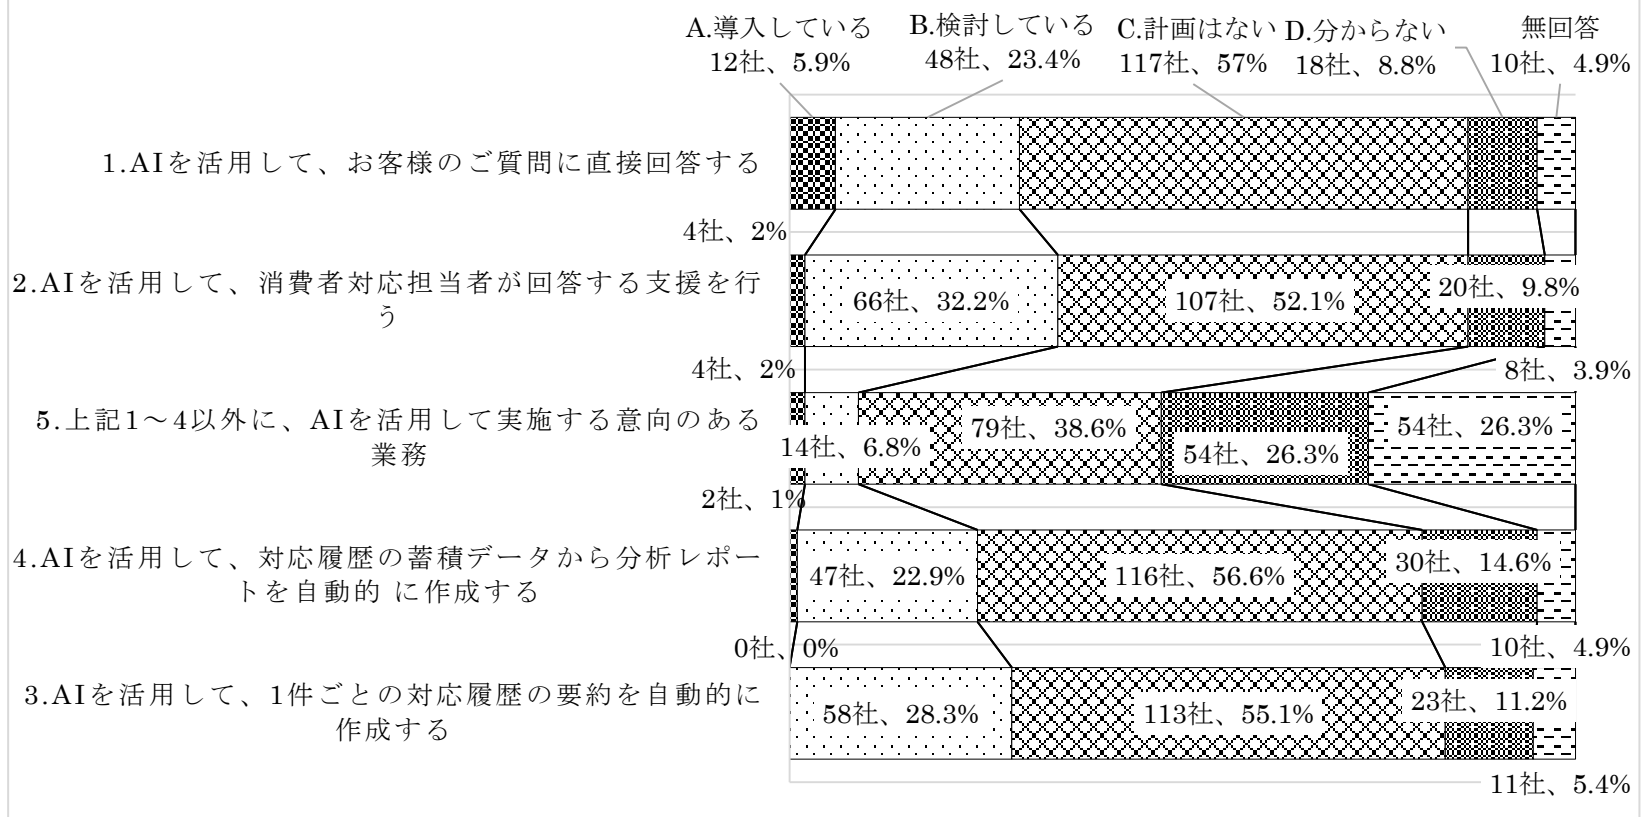 A.導入している
12社、5.9%
B.検討している
48社、23.4%
C.計画はない
117社、57%
D.分からない
18社、8.8%
無回答
10社、4.9%
1.AIを活用して、お客様のご質問に直接回答する
4社、2%
2.AIを活用して、消費者対応担当者が回答する支援を行
う
66社、32.2%
107社、52.1%
20社、9.8%
8社、3.9%
4社、2%
5.上記1～4以外に、AIを活用して実施する意向のある
業務
14社、6.8%
79社、38.6%
54社、26.3%
54社、26.3%
2社、1%
4.AIを活用して、対応履歴の蓄積データから分析レポー
トを自動的 に作成する
47社、22.9%
116社、56.6%
30社、14.6%
10社、4.9%
0社、0%
3.AIを活用して、1件ごとの対応履歴の要約を自動的に
作成する
58社、28.3%
113社、55.1%
23社、11.2%
11社、5.4%